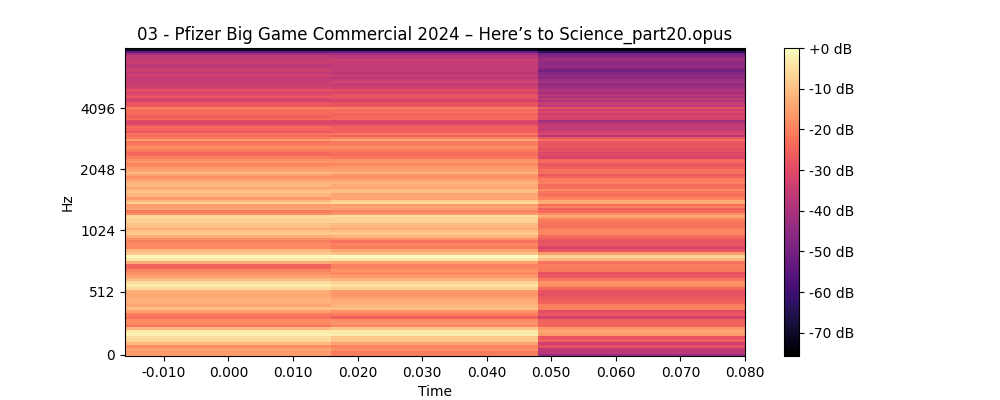 03 - Pfizer Big Game Commercial 2024 – Here’s to Science_part20.opus
+0 dB
-10 dB
-20 dB
-30 dB
-40 dB
-50 dB
-60 dB
-70 dB
Hz
4096
2048
1024
512
0
-0.010 0.000 0.010 0.020 0.030 0.040 0.050 0.060 0.070 0.080
Time